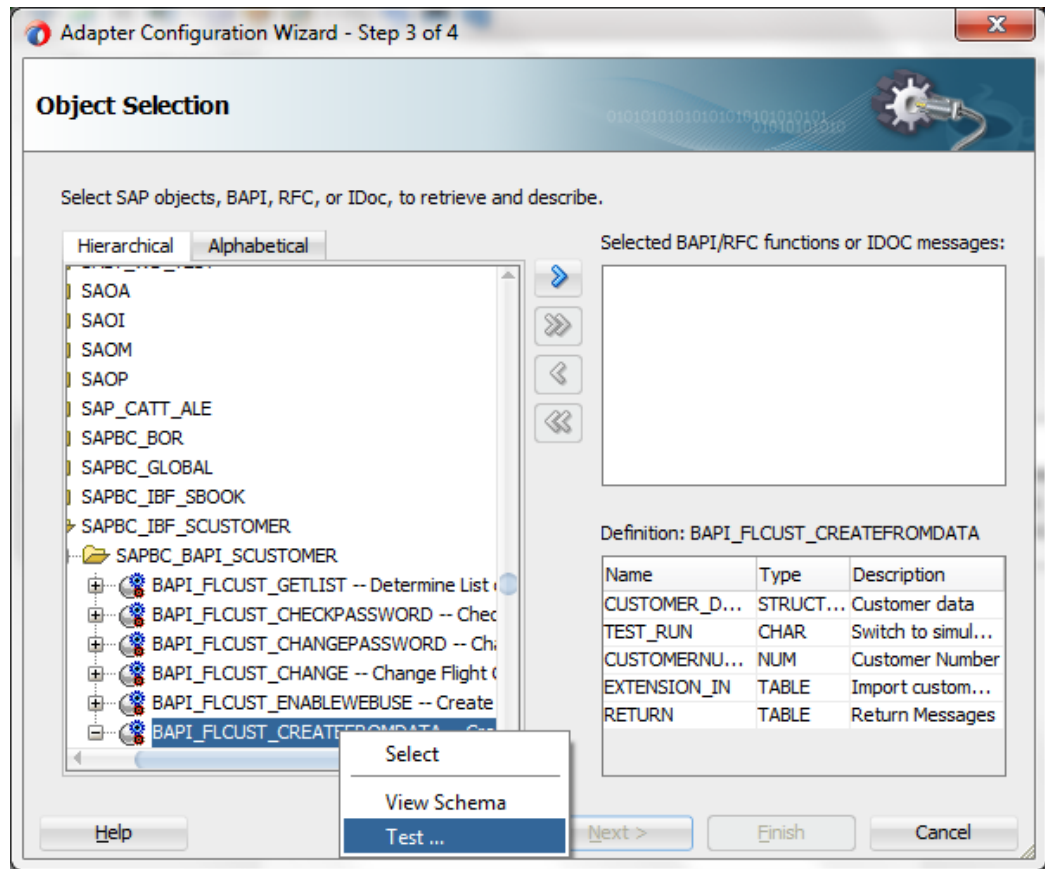 Adapter Configuration Wizard - Step 3 of 4
Object Selection
Select SAP objects, BAPI, RFC, or IDoc, to retrieve and describe.
Hierarchical Alphabetical
Selected BAPI/RFC functions or IDOC messages:
SAOA
SAOI
SAOM
SAOP
SAP_CATT_ALE
SAPBC_BOR
SAPBC_GLOBAL
SAPBC_IBF_SBOOK
SAPBC_IBF_SCUSTOMER
SAPBC_BAPI_SCUSTOMER
BAPI_FLCUST_GETLIST -- Determine List
BAPI_FLCUST_CHECKPASSWORD -- Chec
BAPI_FLCUST_CHANGEPASSWORD -- Cha
BAPI_FLCUST_CHANGE -- Change Flight
BAPI_FLCUST_ENABLEWEBUSE -- Create
BAPI_FLCUST_CREATEFROMDATA
Definition: BAPI_FLCUST_CREATEFROMDATA
Name Type Description
CUSTOMER_D... STRUCT... Customer data
TEST_RUN CHAR Switch to simul...
CUSTOMERNU... NUM Customer Number
EXTENSION_IN TABLE Import custom...
RETURN TABLE Return Messages
Select
View Schema
Test ...
Help
Next >
Finish
Cancel